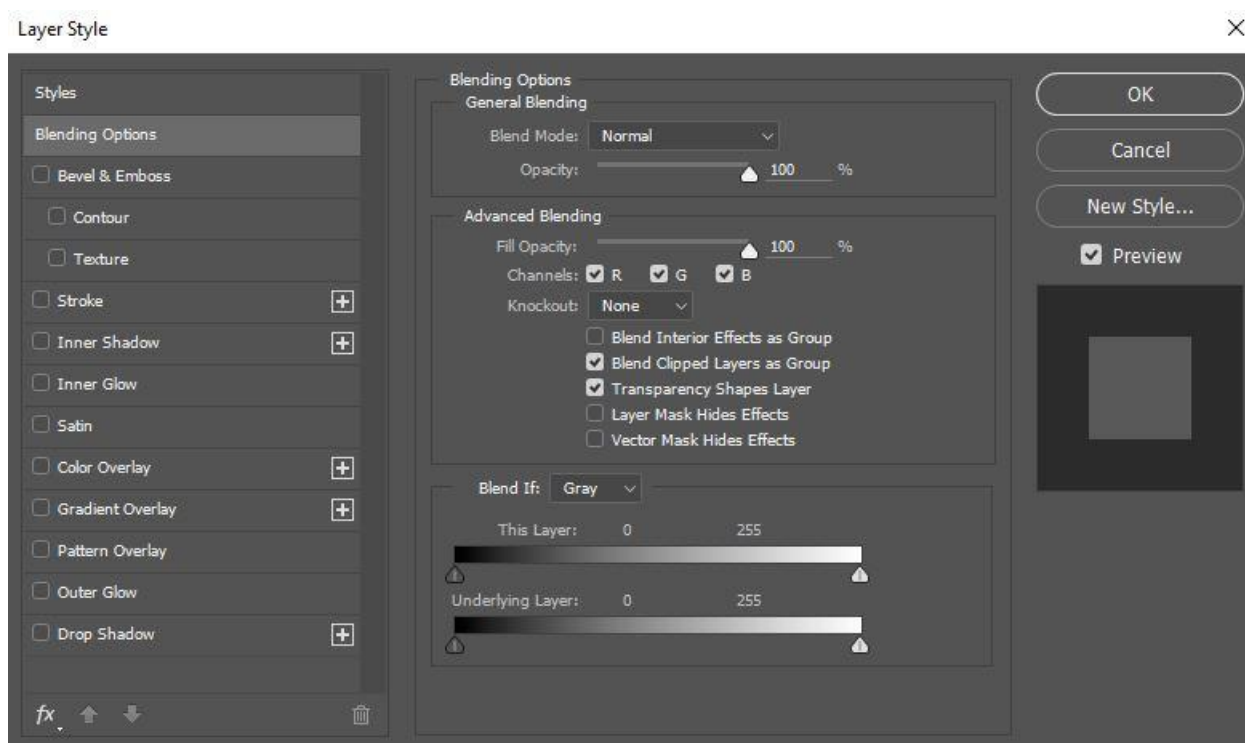 Layer Style
Styles
Blending Options
Bevel & Emboss
Contour
Texture
Stroke
Inner Shadow
Inner Glow
Satin
Color Overlay
Gradient Overlay
Pattern Overlay
Outer Glow
Drop Shadow
fx
Blending Options
General Blending
Blend Mode: Normal
Opacity: 100 %
Advanced Blending
Fill Opacity: 100 %
Channels: R G B
Knockout: None
Blend Interior Effects as Group
Blend Clipped Layers as Group
Transparency Shapes Layer
Layer Mask Hides Effects
Vector Mask Hides Effects
Blend If: Gray
This Layer: 0 255
Underlying Layer: 0 255
OK
Cancel
New Style...
Preview